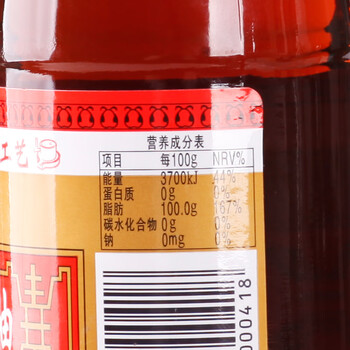 工艺
营养成分表
项目 每100g NRV%
能量 3700kJ 44%
蛋白质 0g 0%
脂肪 100.0g 167%
碳水化合物 0g 0%
钠 0mg 0%
油
000418